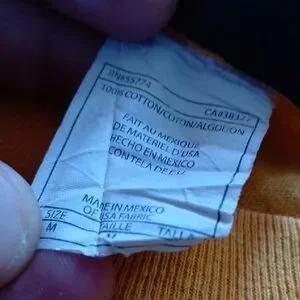 RN#55774 CA#38327
100% COTTON/COTON/ALGODON
FAIT AU MEXIQUE
DE MATERIEL D'USA
HECHO EN MEXICO
CON TELA DE EU
MADE IN MEXICO
OF USA FABRIC
SIZE TAILLE TALLA
M M